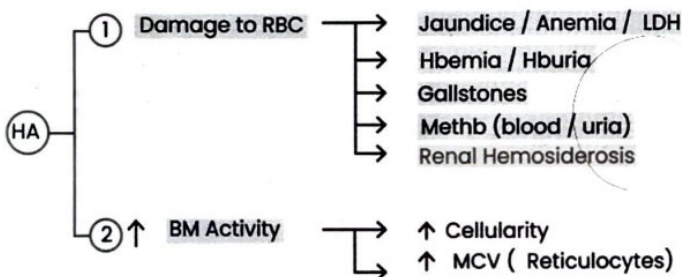 HA
1 Damage to RBC → Jaundice / Anemia / LDH
→ Hbemia / Hburia
→ Gallstones
→ Methb (blood / uria)
→ Renal Hemosiderosis
2 ↑ BM Activity → ↑ Cellularity
→ ↑ MCV ( Reticulocytes)